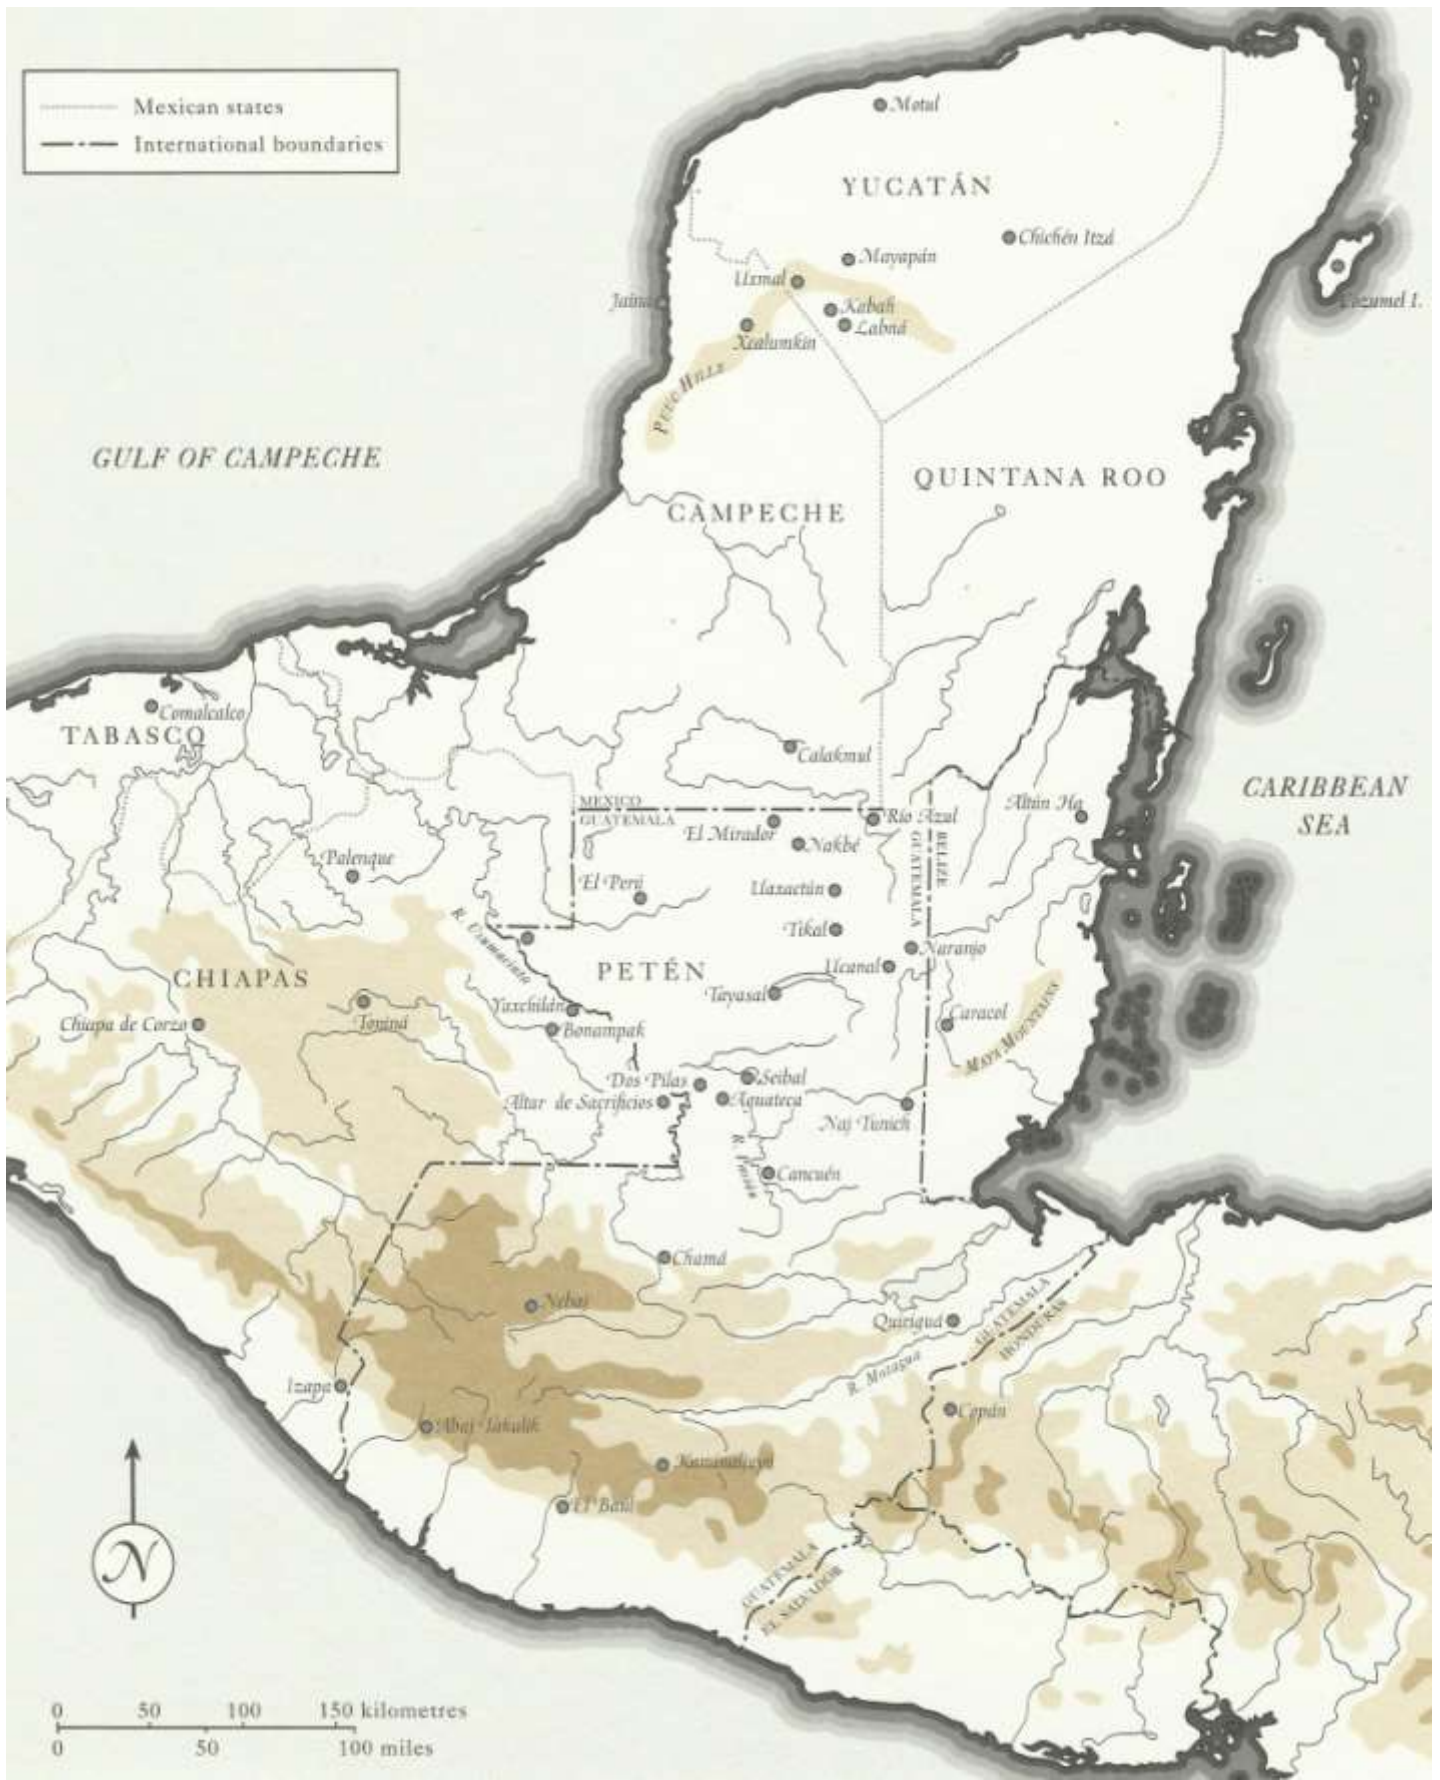 Mexican states
International boundaries
Motul
YUCATÁN
Chichén Itzá
Mayapán
Uxmal
Jaina
Cozumel I.
Kabah
Labná
Xcalumkin
PUUC HILLS
GULF OF CAMPECHE
QUINTANA ROO
CAMPECHE
Comalcalco
TABASCO
Calakmul
CARIBBEAN
SEA
MEXICO
GUATEMALA
Río Azul
Altún Ha
El Mirador
Nakbé
BELIZE
GUATEMALA
Palenque
El Perú
Uaxactún
R. Usumacinta
Tikal
Naranjo
CHIAPAS
PETÉN
Ucanal
Tayasal
Yaxchilán
Chiapa de Corzo
Toniná
Bonampak
Caracol
MAYA MOUNTAINS
Dos Pilas
Seibal
Altar de Sacrificios
Aguateca
Naj Tunich
R. Pasión
Cancuén
Chamá
Nebaj
Quiriguá
GUATEMALA
HONDURAS
R. Motagua
Izapa
Copán
Abaj Takalik
Kaminaljuyú
El Baúl
N
GUATEMALA
EL SALVADOR
0 50 100 150 kilometres
0 50 100 miles